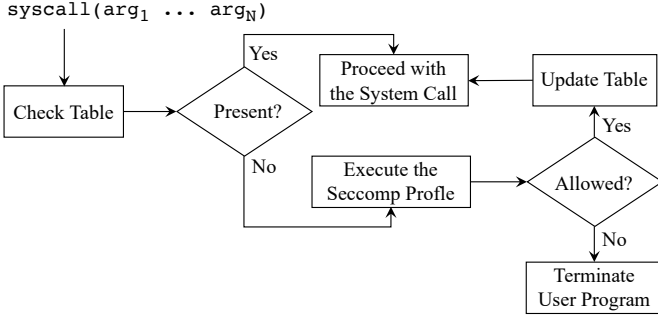 syscall(arg1 ... argN)
Check Table
Present?
Yes
Proceed with
the System Call
Update Table
No
Execute the
Seccomp Profle
Allowed?
Yes
No
Terminate
User Program